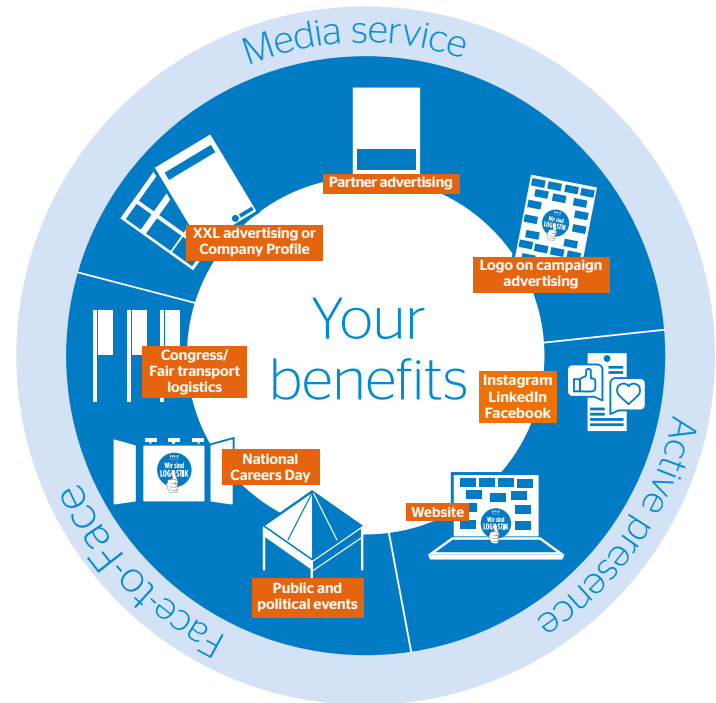 Media service
Partner advertising
XXL advertising or
Company Profile
Wir sind
LOGISTIK
Logo on campaign
advertising
Your
benefits
Congress/
Fair transport
logistics
Instagram
LinkedIn
Facebook
National
Careers Day
Wir sind
LOGISTIK
Website
Wir sind
LOGISTIK
Public and
political events
Face-to-Face
Active presence